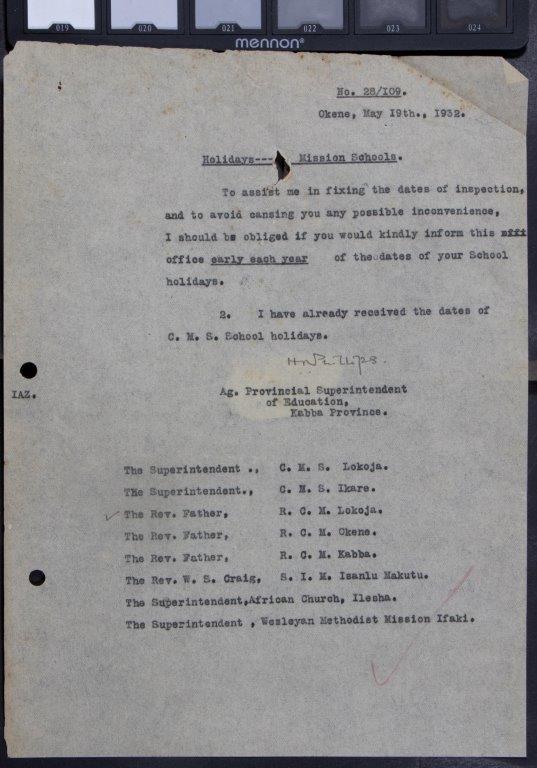 019 020 021 022 023 024
mennon®
No. 28/109.
Okene, May 19th., 1932.
Holidays--- Mission Schools.
To assist me in fixing the dates of inspection,
and to avoid cansing you any possible inconvenience,
I should be obliged if you would kindly inform this
office early each year of the dates of your School
holidays.
2. I have already received the dates of
C. M. S. School holidays.
H. Phillips.
Ag. Provincial Superintendent
of Education,
Kabba Province.
IAZ.
The Superintendent ., C. M. S. Lokoja.
The Superintendent., C. M. S. Ikare.
The Rev. Father, R. C. M. Lokoja.
The Rev. Father, R. C. M. Okene.
The Rev. Father, R. C. M. Kabba.
The Rev. W. S. Craig, S. I. M. Isanlu Makutu.
The Superintendent,African Church, Ilesha.
The Superintendent , Wesleyan Methodist Mission Ifaki.